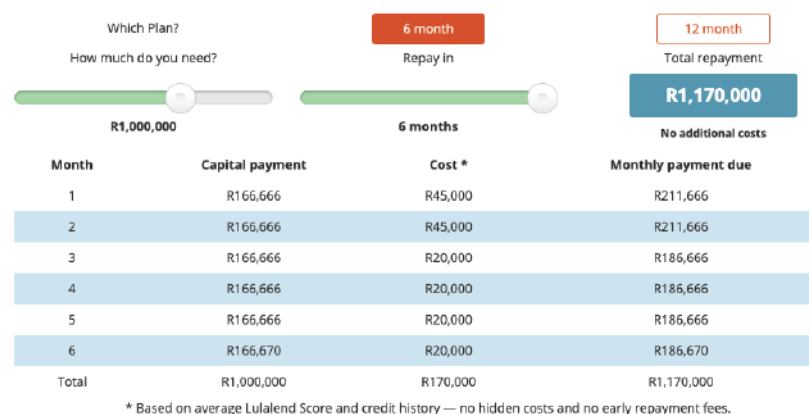 Which Plan? 6 month 12 month
How much do you need? Repay in Total repayment
R1,170,000
R1,000,000 6 months No additional costs
Month Capital payment Cost * Monthly payment due
1 R166,666 R45,000 R211,666
2 R166,666 R45,000 R211,666
3 R166,666 R20,000 R186,666
4 R166,666 R20,000 R186,666
5 R166,666 R20,000 R186,666
6 R166,670 R20,000 R186,670
Total R1,000,000 R170,000 R1,170,000
* Based on average Lulalend Score and credit history — no hidden costs and no early repayment fees.